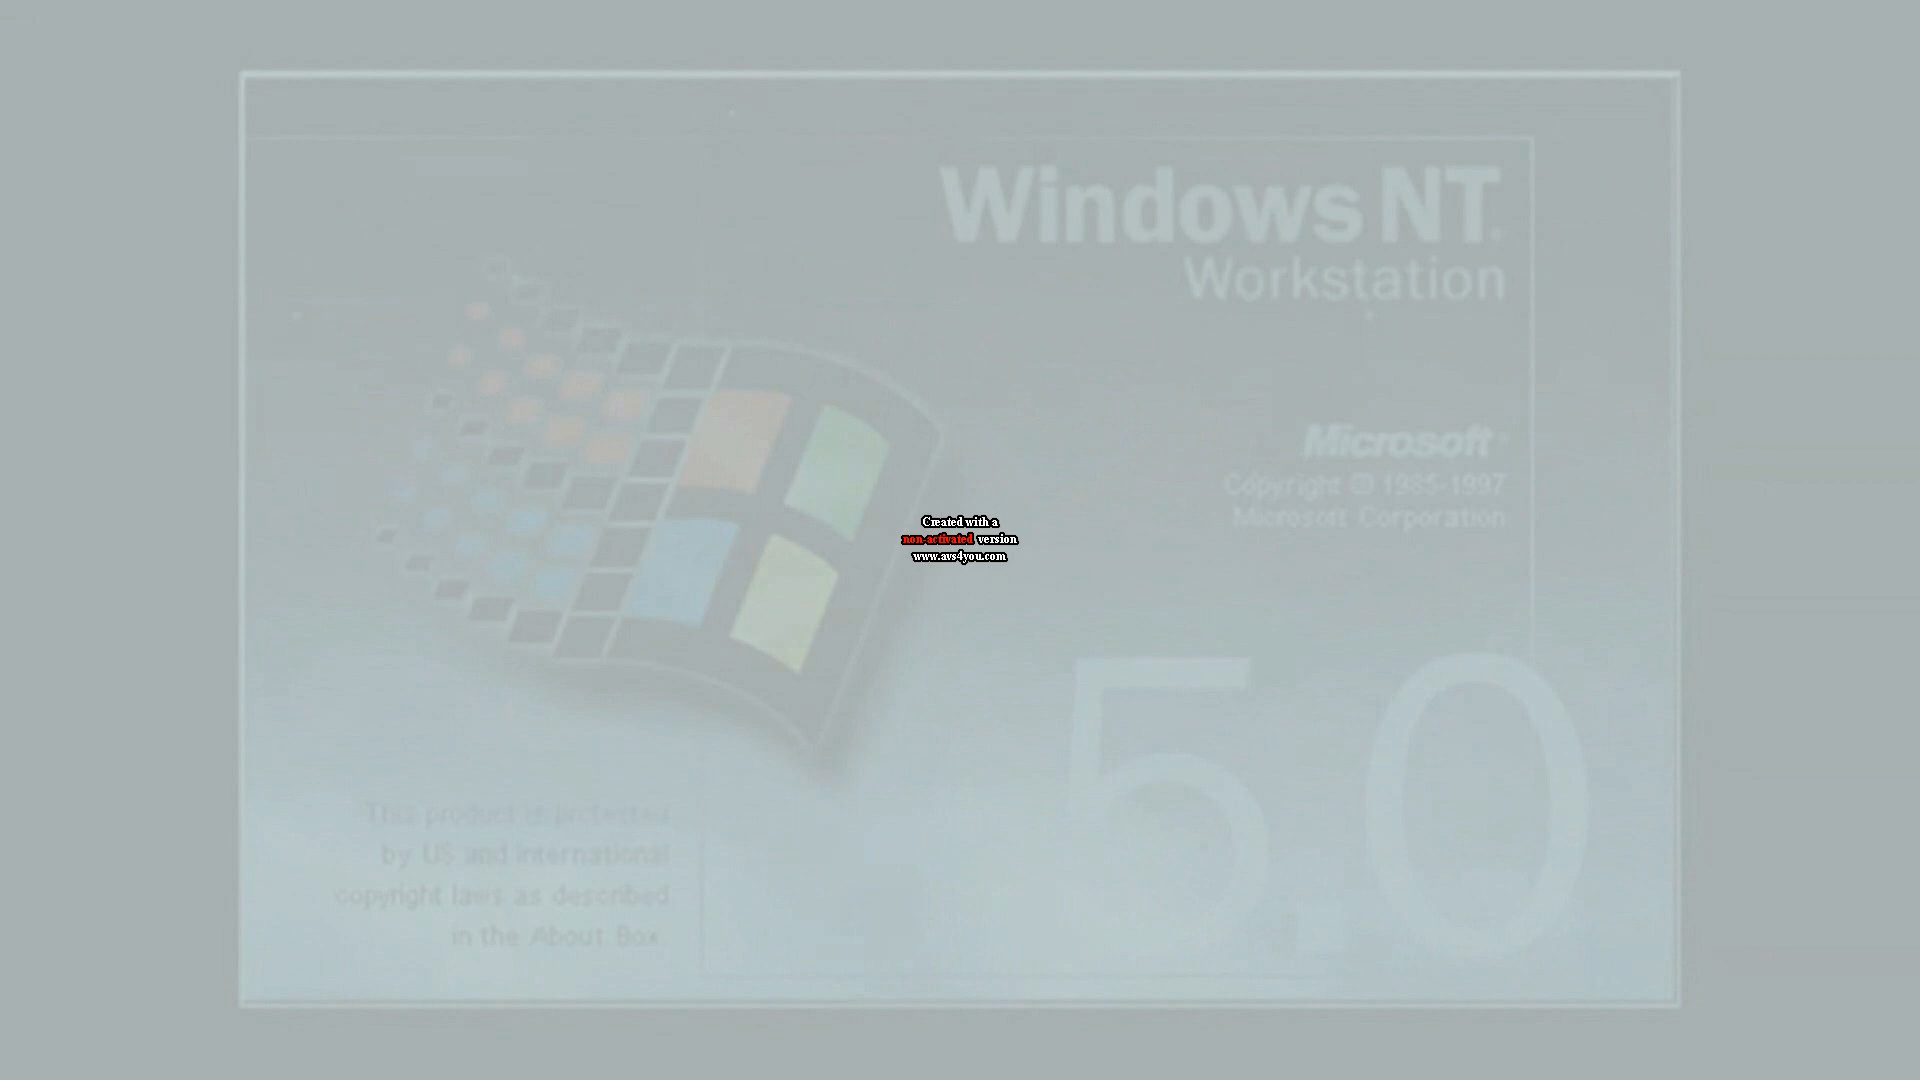 Windows NT®
Workstation
Microsoft®
Copyright © 1985-1997
Microsoft Corporation
Created with a
non-activated version
www.avs4you.com
5.0
This product is protected
by US and international
copyright laws as described
in the About Box.